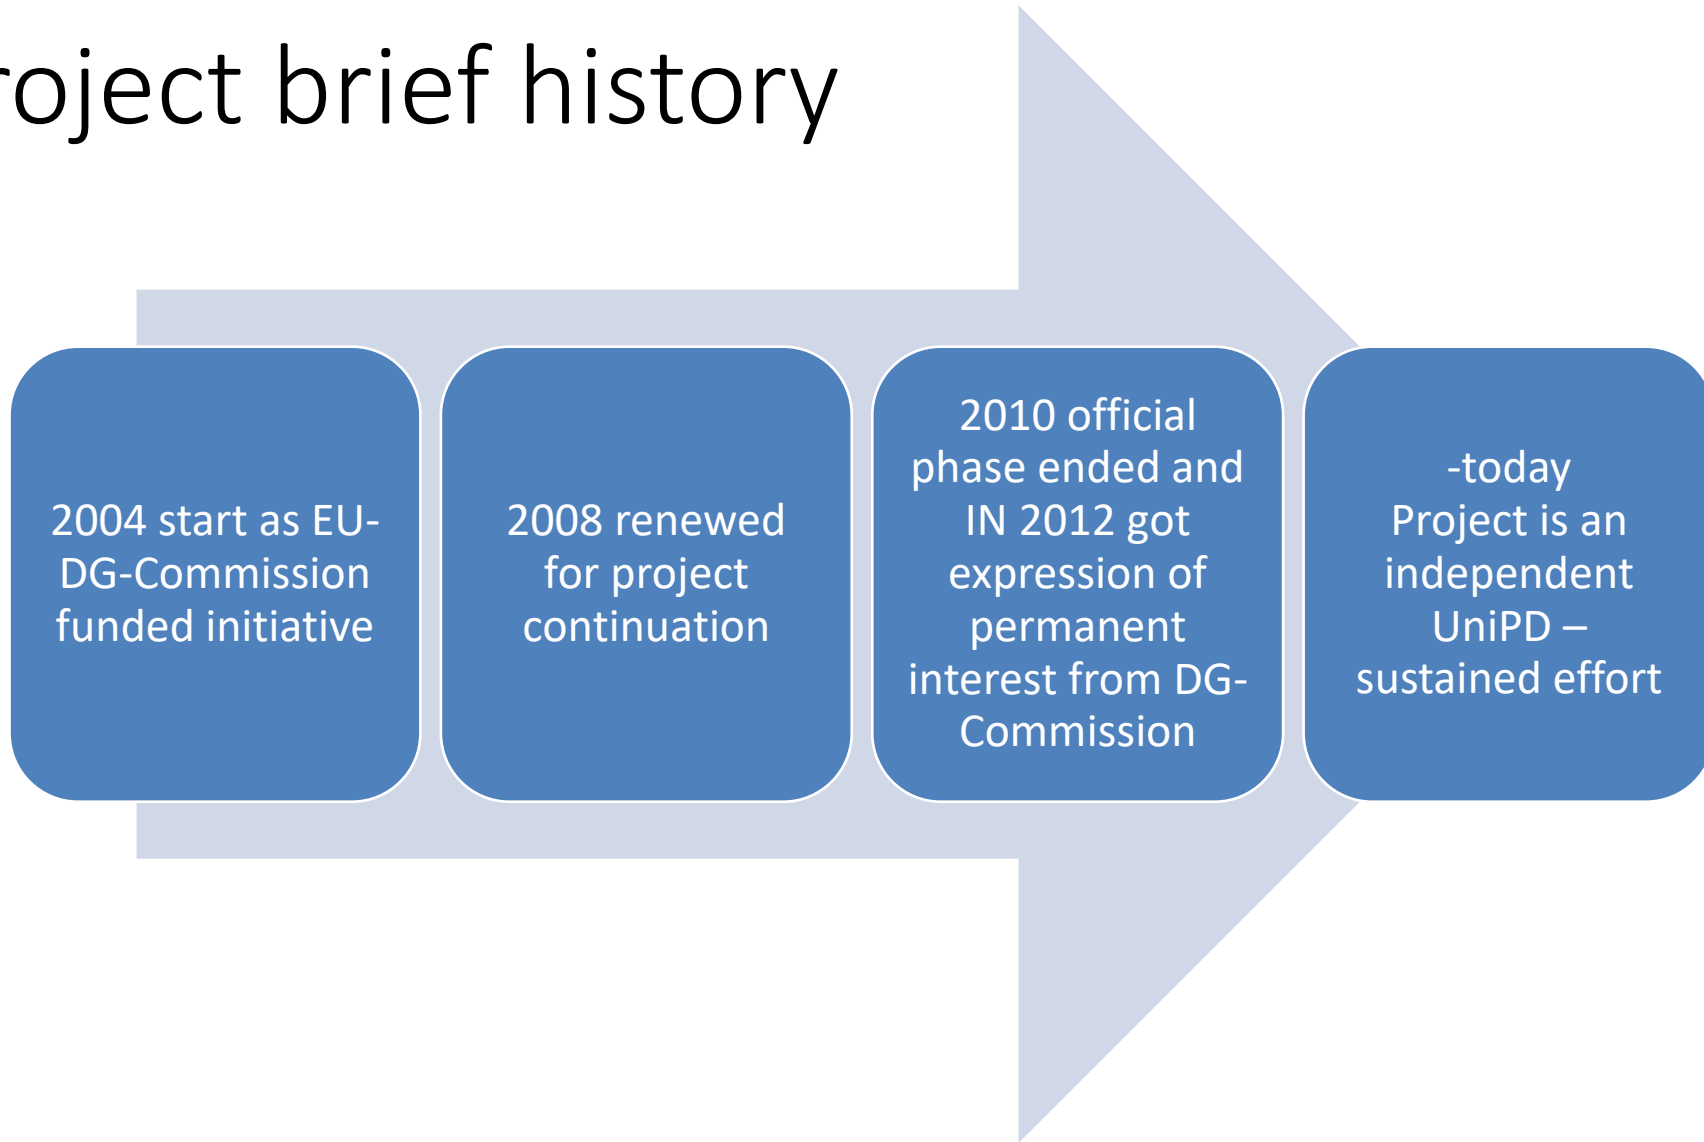 roject brief history
2004 start as EU-
DG-Commission
funded initiative
2008 renewed
for project
continuation
2010 official
phase ended and
IN 2012 got
expression of
permanent
interest from DG-
Commission
-today
Project is an
independent
UniPD –
sustained effort